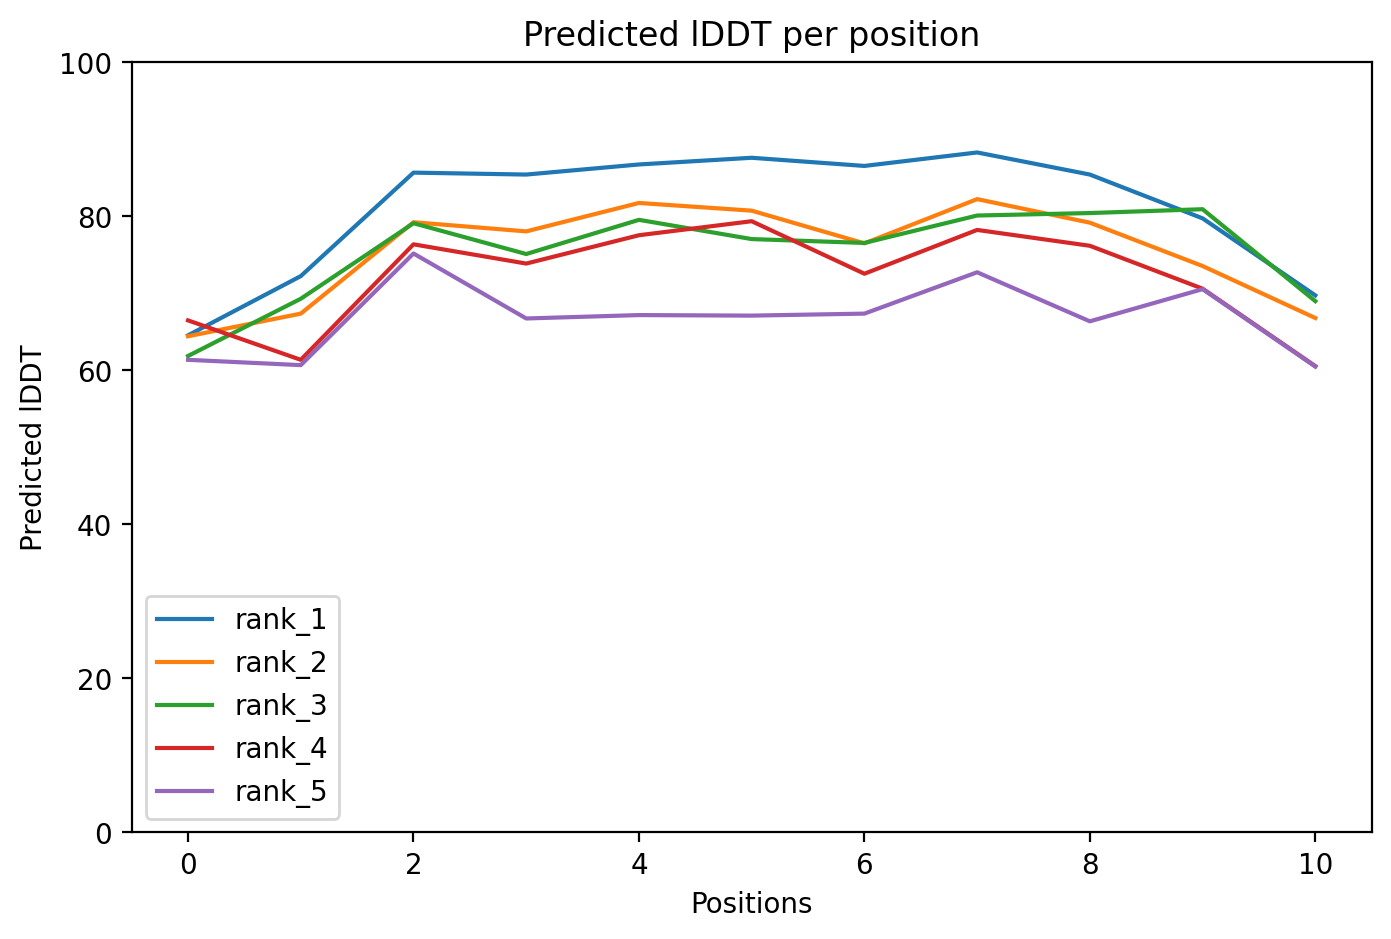 Predicted lDDT per position
100
80
60
40
20
0
Predicted lDDT
rank_1
rank_2
rank_3
rank_4
rank_5
0 2 4 6 8 10
Positions